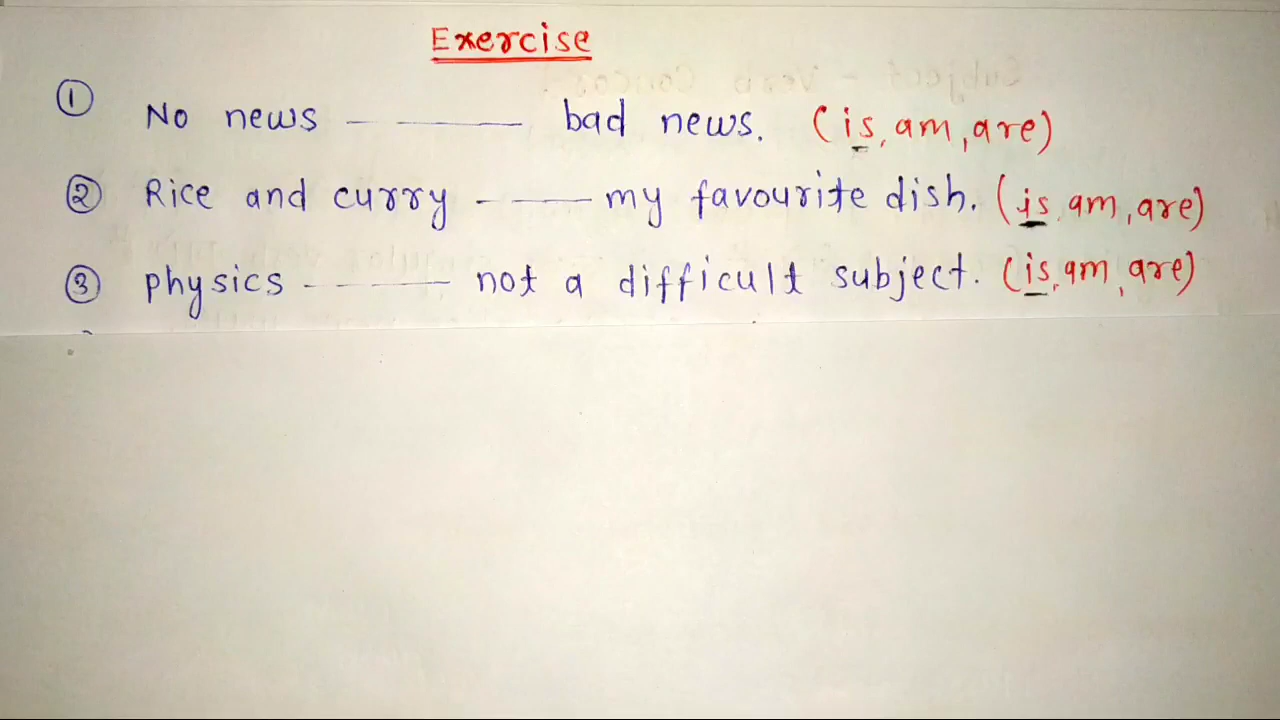 Exercise
① No news ______ bad news. (is, am, are)
② Rice and curry ______ my favourite dish. (is, am, are)
③ physics ______ not a difficult subject. (is, am, are)